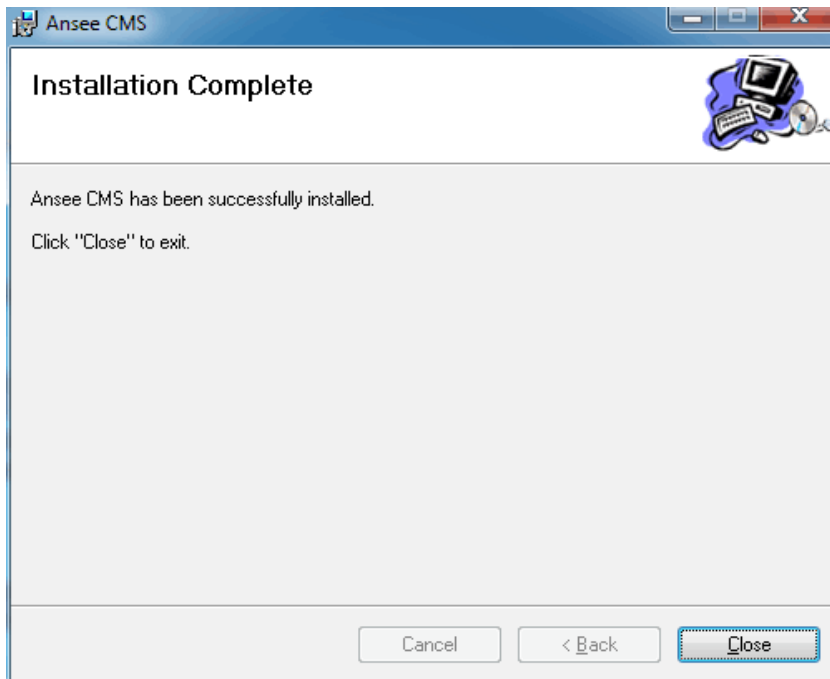 Ansee CMS
Installation Complete
Ansee CMS has been successfully installed.
Click "Close" to exit.
Cancel < Back Close